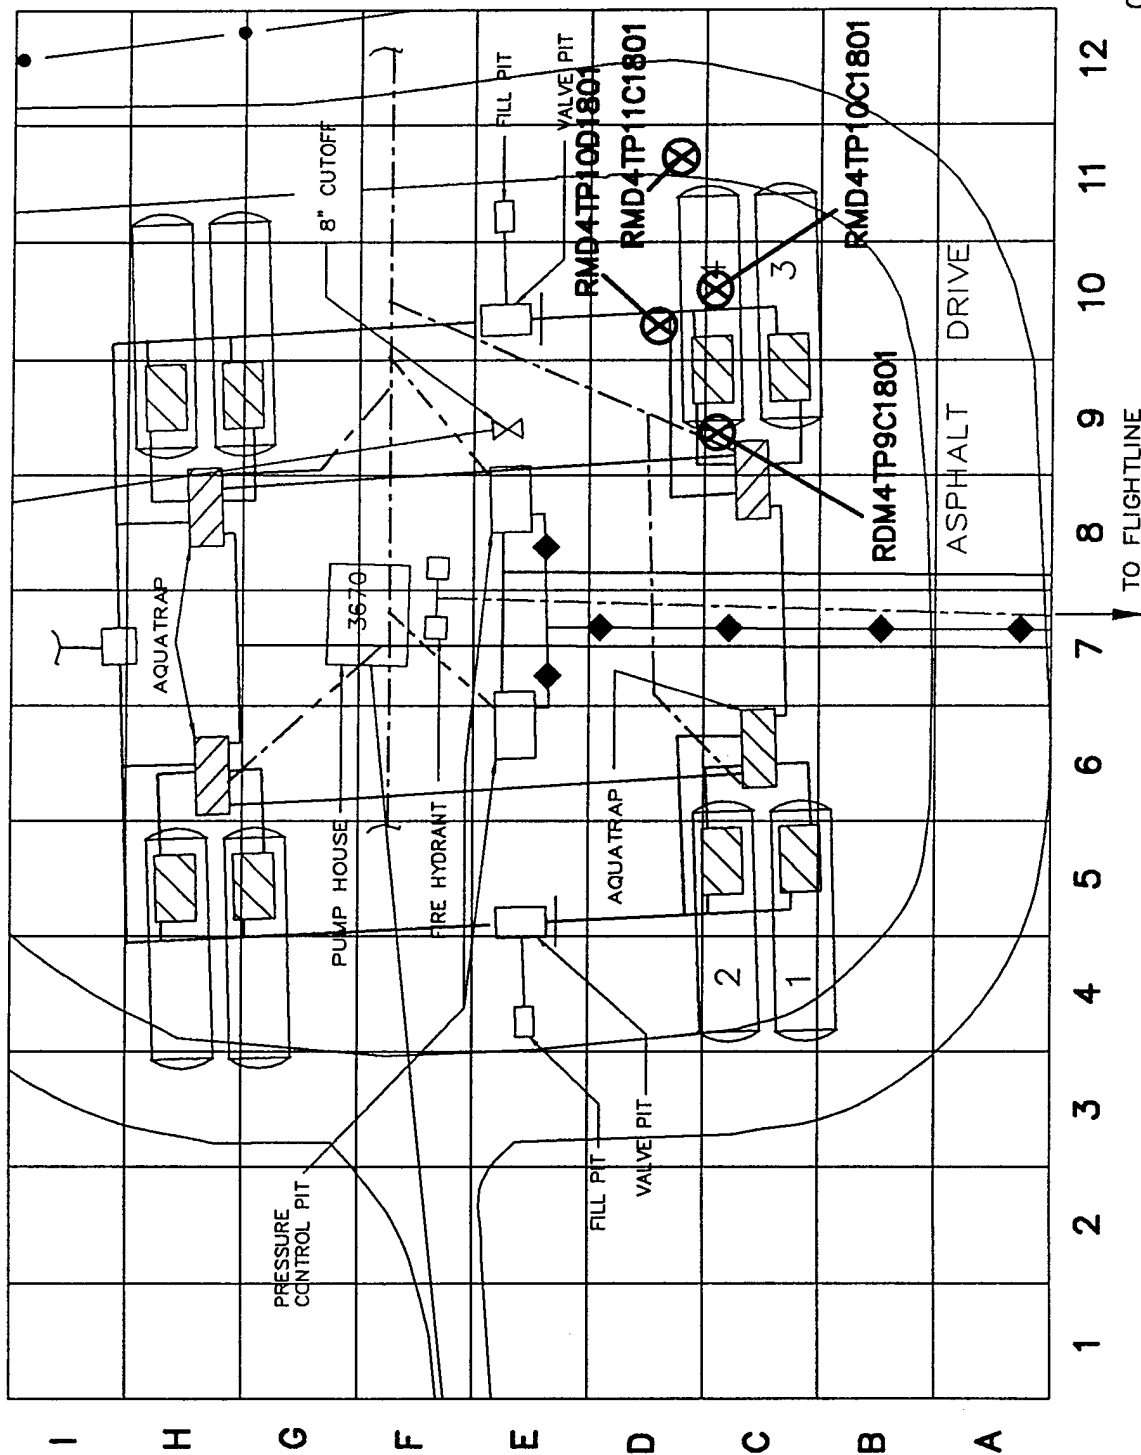 I
H
G
F
E
D
C
B
A
1
2
3
4
5
6
7
8
9
10
11
12
PRESSURE
CONTROL PIT
FILL PIT
VALVE PIT
PUMP HOUSE
FIRE HYDRANT
AQUATRAP
AQUATRAP
3670
8" CUTOFF
FILL PIT
VALVE PIT
RMD4TP10D1801
RMD4TP11C1801
RMD4TP10C1801
RDM4TP9C1801
2
1
4
3
ASPHALT DRIVE
TO FLIGHTLINE